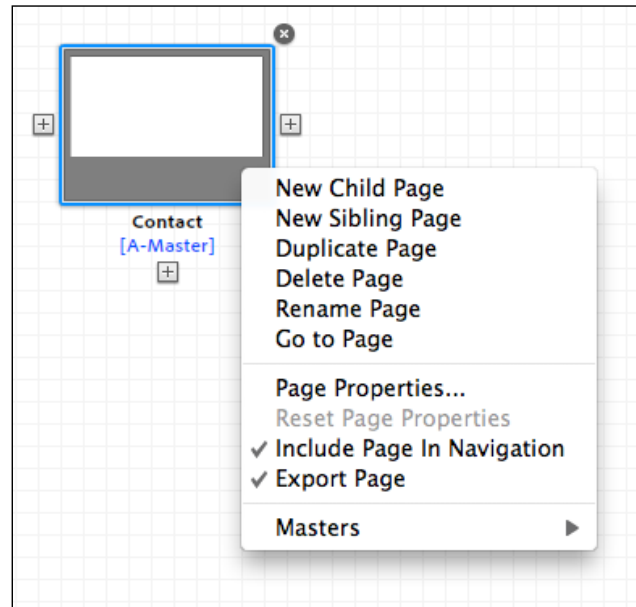 Contact
[A-Master]
New Child Page
New Sibling Page
Duplicate Page
Delete Page
Rename Page
Go to Page
Page Properties...
Reset Page Properties
✓ Include Page In Navigation
✓ Export Page
Masters